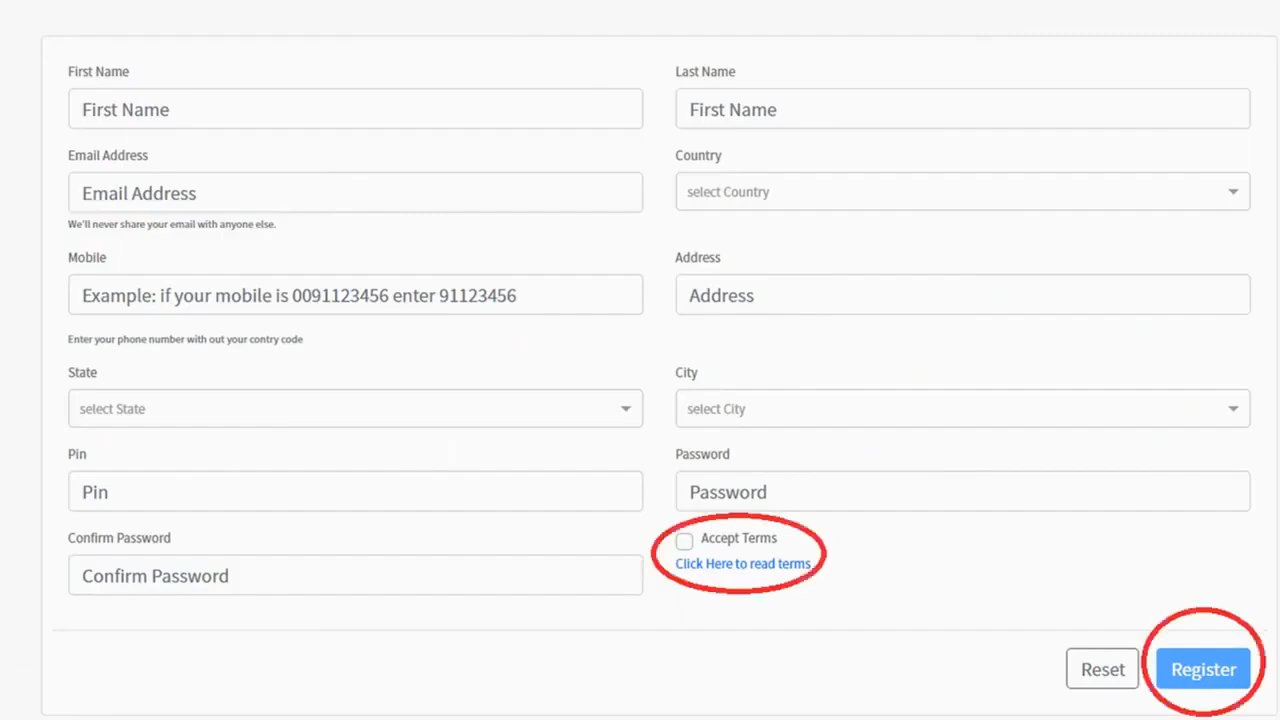 First Name
First Name
Last Name
First Name
Email Address
Email Address
We'll never share your email with anyone else.
Country
select Country
Mobile
Example: if your mobile is 0091123456 enter 91123456
Enter your phone number with out your contry code
Address
Address
State
select State
City
select City
Pin
Pin
Password
Password
Confirm Password
Confirm Password
Accept Terms
Click Here to read terms
Reset
Register